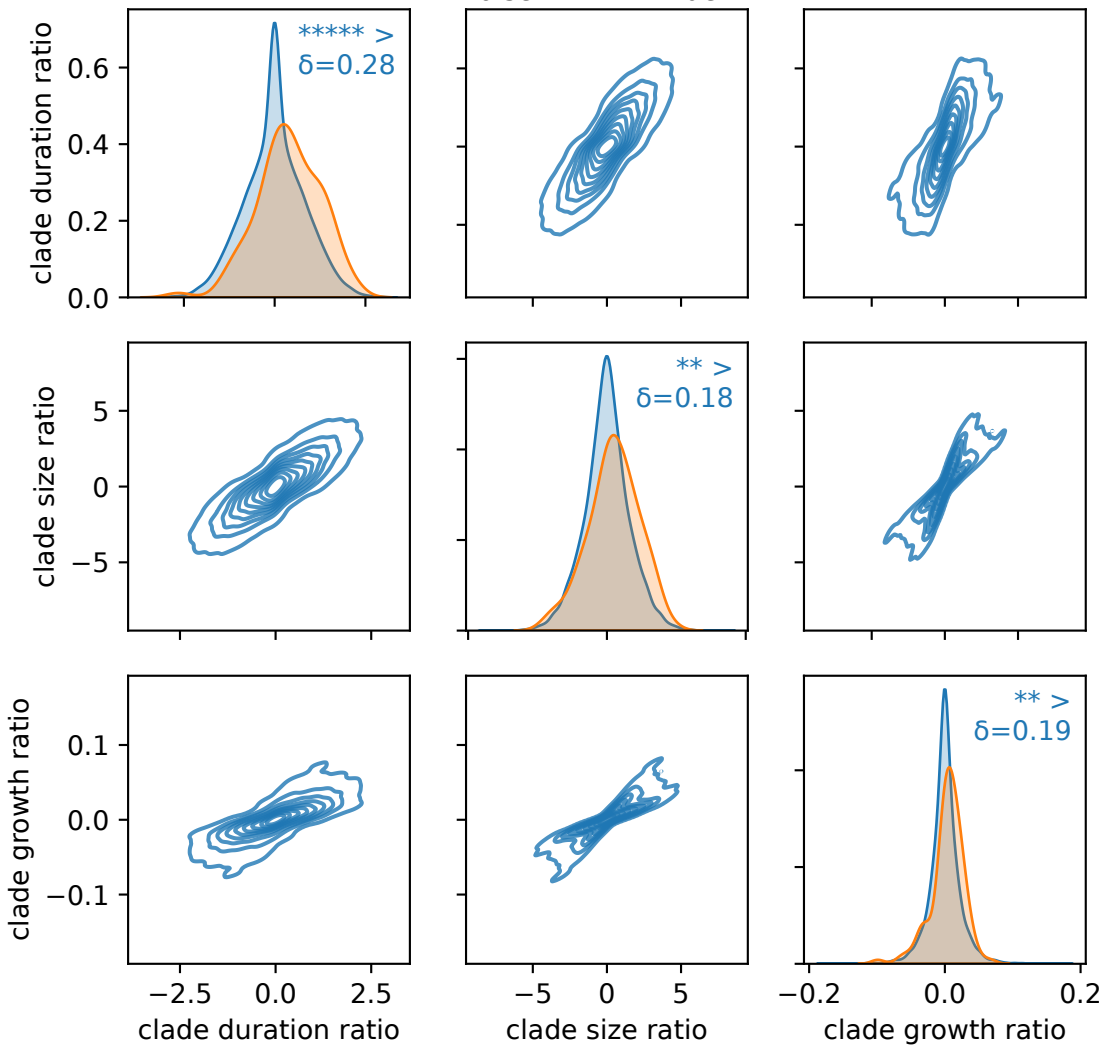 ***** >
δ=0.28
clade duration ratio
0.6
0.4
0.2
0.0
** >
δ=0.18
clade size ratio
5
0
−5
** >
δ=0.19
clade growth ratio
0.1
0.0
−0.1
−2.5 0.0 2.5
−5 0 5
−0.2 0.0 0.2
clade duration ratio
clade size ratio
clade growth ratio